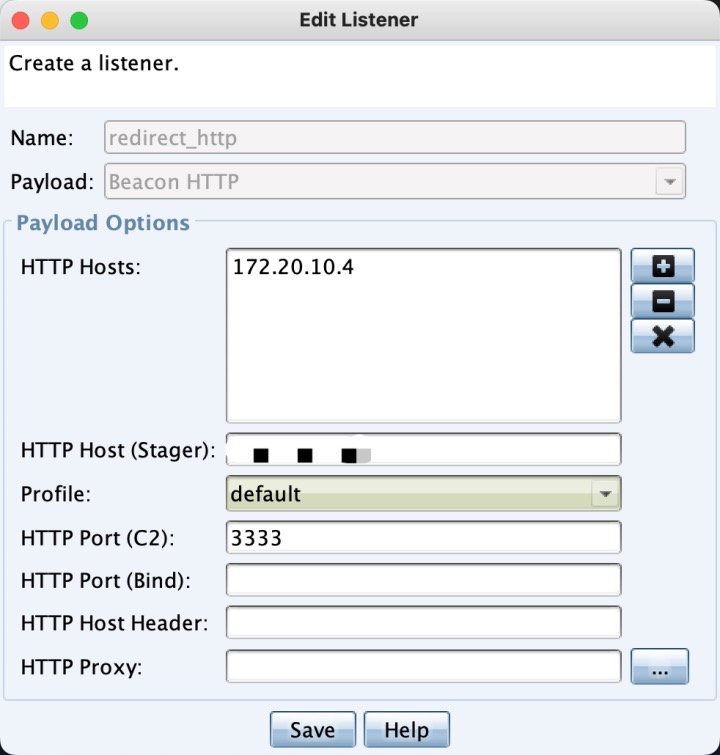 Edit Listener
Create a listener.
Name: redirect_http
Payload: Beacon HTTP
Payload Options
HTTP Hosts: 172.20.10.4
HTTP Host (Stager):
Profile: default
HTTP Port (C2): 3333
HTTP Port (Bind):
HTTP Host Header:
HTTP Proxy: ...
Save Help